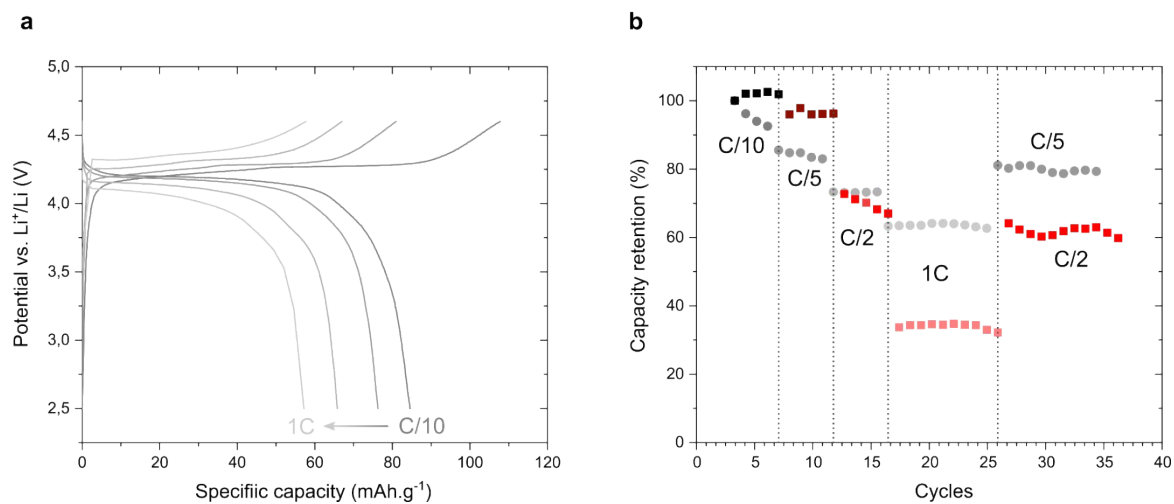 a
5,0
4.5
4.0
3.5
3.0
2,5
Potential vs. Li⁺/Li (V)
1C
C/10
0
20
40
60
80
100
120
Specifiic capacity (mAh.g⁻¹)
b
100
80
60
40
20
0
Capacity retention (%)
C/10
C/5
C/2
1C
C/5
C/2
0
5
10
15
20
25
30
35
40
Cycles